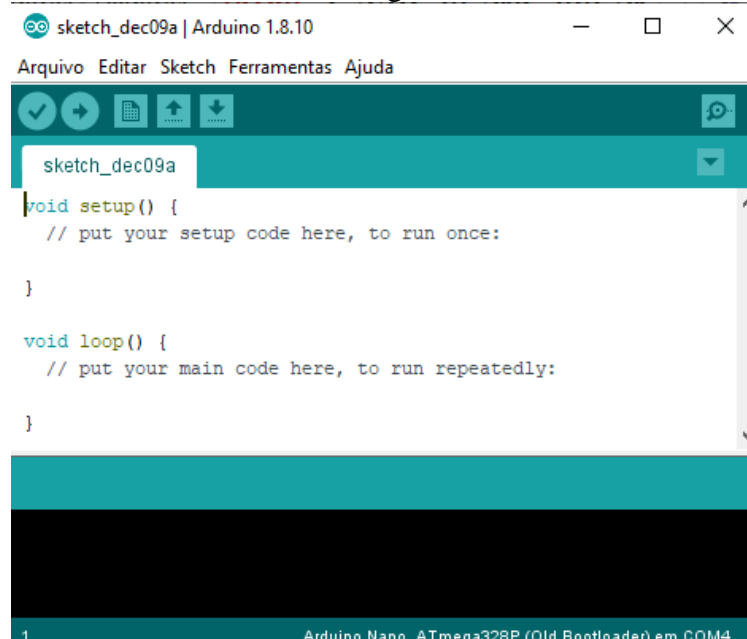 sketch_dec09a | Arduino 1.8.10
Arquivo Editar Sketch Ferramentas Ajuda
sketch_dec09a
void setup() {
// put your setup code here, to run once:
}
void loop() {
// put your main code here, to run repeatedly:
}
1 Arduino Nano, ATmega328P (Old Bootloader) em COM4